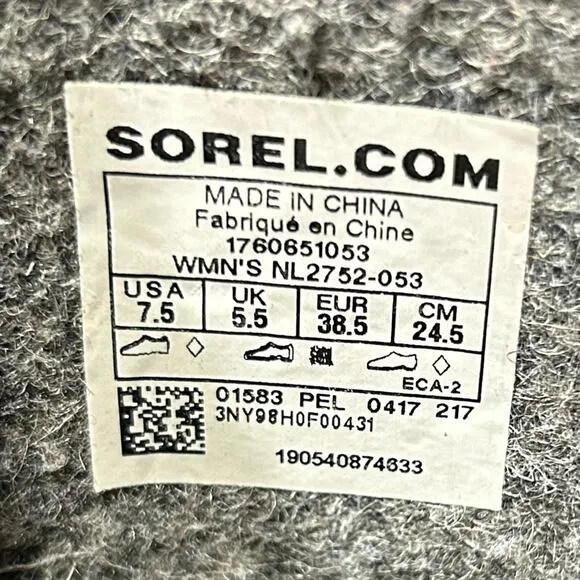 SOREL.COM
MADE IN CHINA
Fabriqué en Chine
1760651053
WMN'S NL2752-053
USA UK EUR CM
7.5 5.5 38.5 24.5
ECA-2
01583 PEL 0417 217
3NY98H0F00431
190540874633